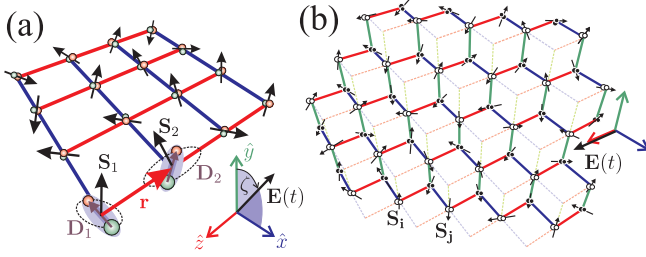 (a)
(b)
S₁
S₂
D₁
D₂
r
ŷ
ζ
E(t)
ẑ
x̂
Sᵢ
Sⱼ
E(t)